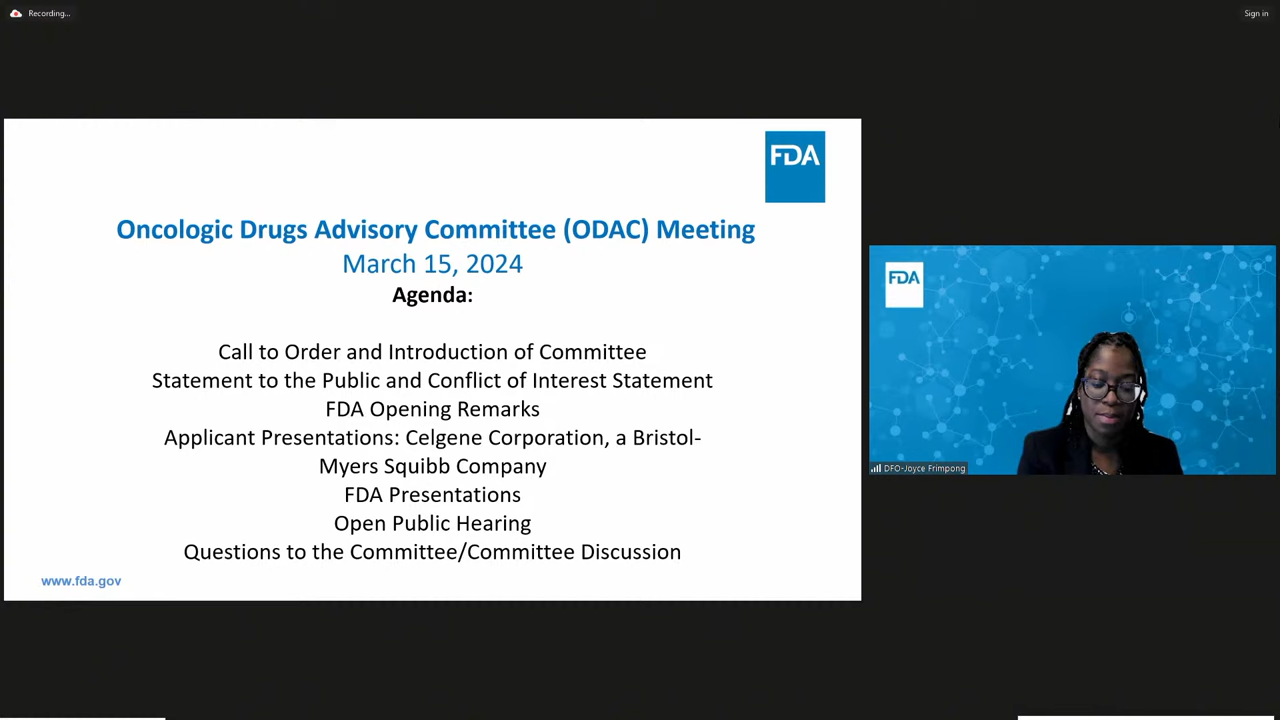 Recording...
Sign in
FDA
Oncologic Drugs Advisory Committee (ODAC) Meeting
March 15, 2024
Agenda:
Call to Order and Introduction of Committee
Statement to the Public and Conflict of Interest Statement
FDA Opening Remarks
Applicant Presentations: Celgene Corporation, a Bristol-
Myers Squibb Company
FDA Presentations
Open Public Hearing
Questions to the Committee/Committee Discussion
www.fda.gov
FDA
DFO-Joyce Frimpong